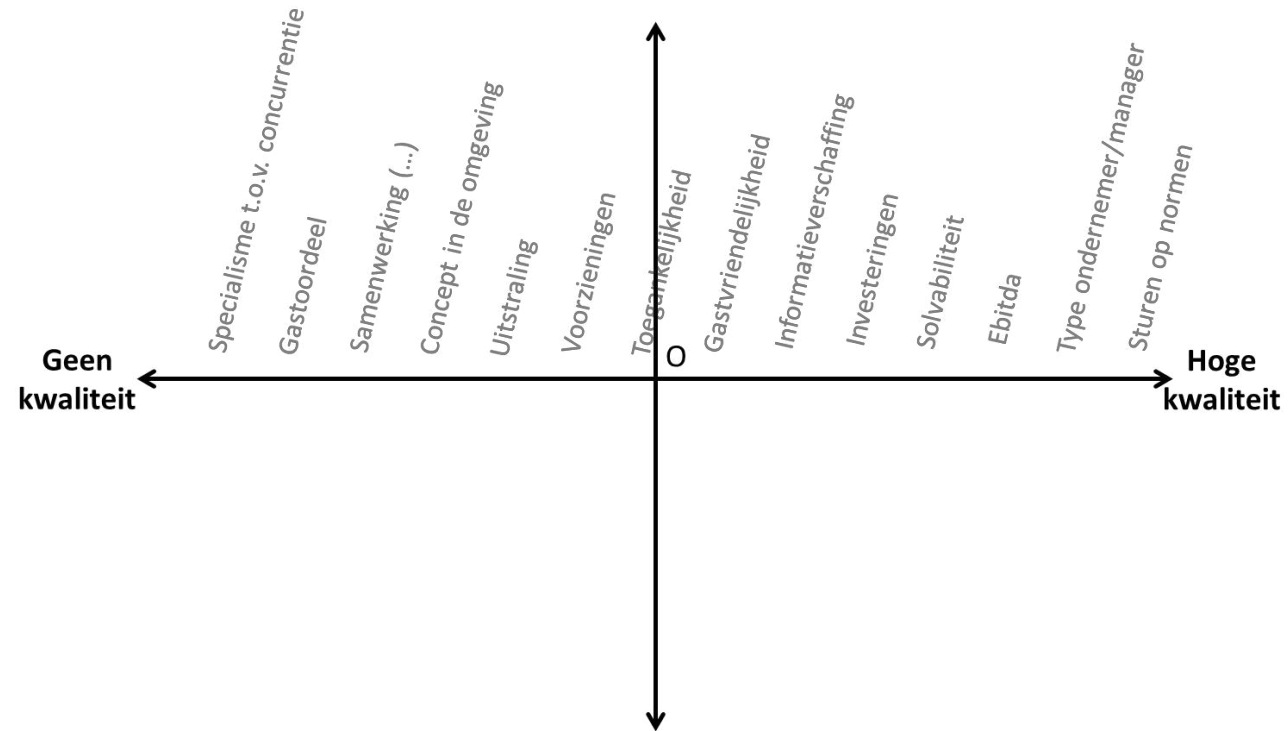 Specialisme t.o.v. concurrentie
Gastoordeel
Samenwerking (...)
Concept in de omgeving
Uitstraling
Voorzieningen
Toegankelijkheid
Gastvriendelijkheid
Informatieverschaffing
Investeringen
Solvabiliteit
Ebitda
Type ondernemer/manager
Sturen op normen
Geen
kwaliteit
O
Hoge
kwaliteit